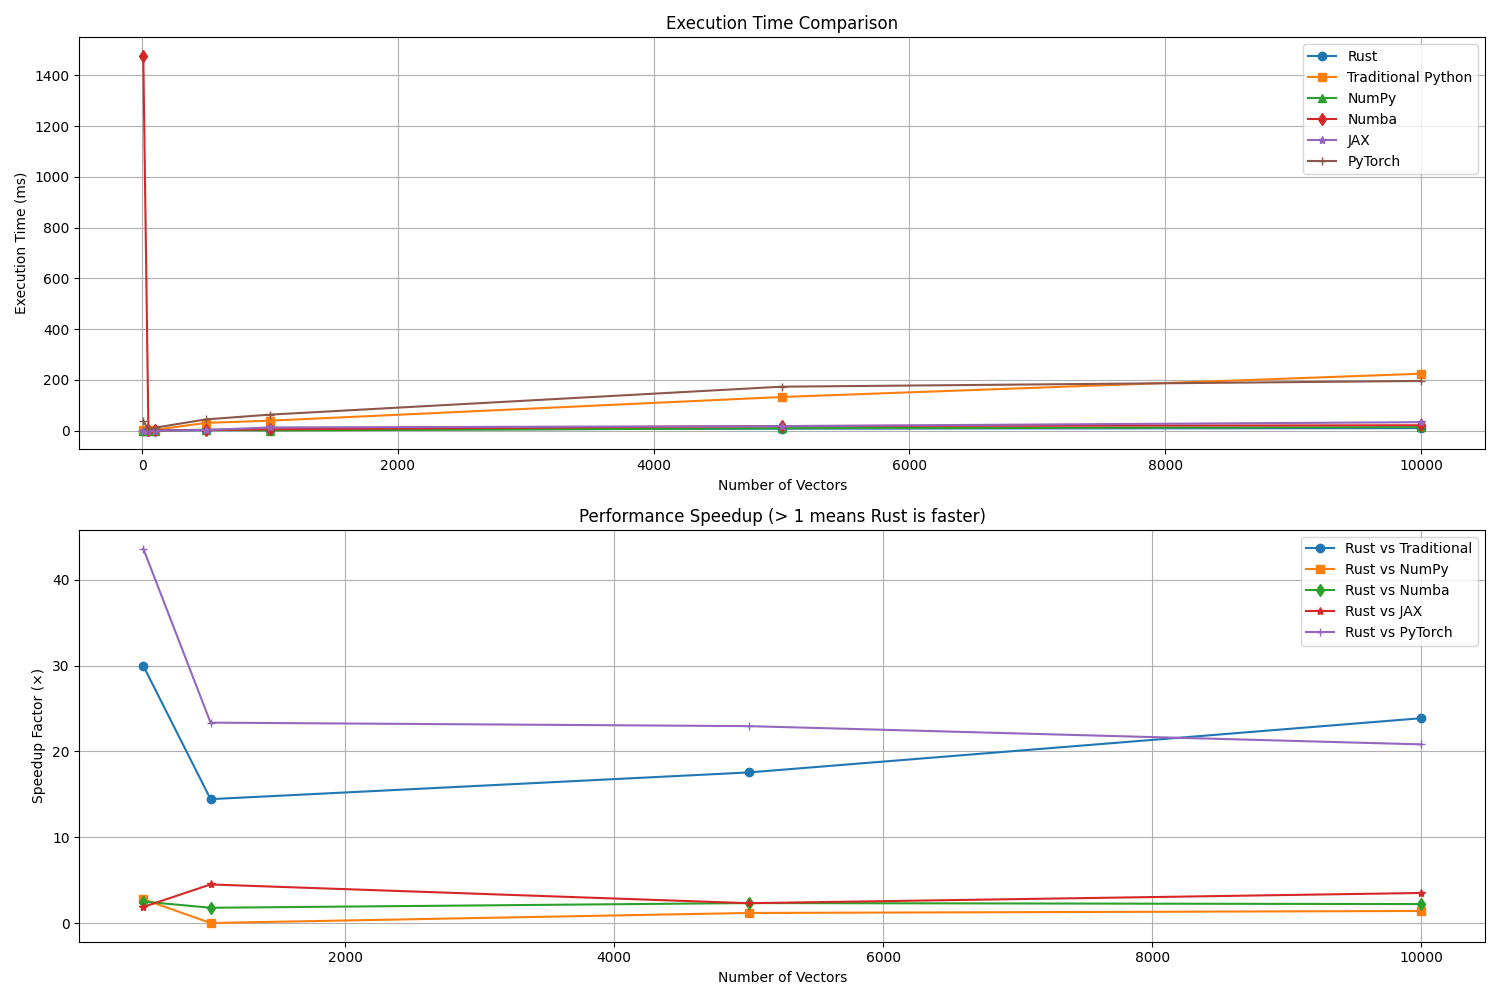 Execution Time Comparison
Execution Time (ms)
1400
1200
1000
800
600
400
200
0
Rust
Traditional Python
NumPy
Numba
JAX
PyTorch
0 2000 4000 6000 8000 10000
Number of Vectors
Performance Speedup (> 1 means Rust is faster)
Speedup Factor (×)
40
30
20
10
0
Rust vs Traditional
Rust vs NumPy
Rust vs Numba
Rust vs JAX
Rust vs PyTorch
2000 4000 6000 8000 10000
Number of Vectors